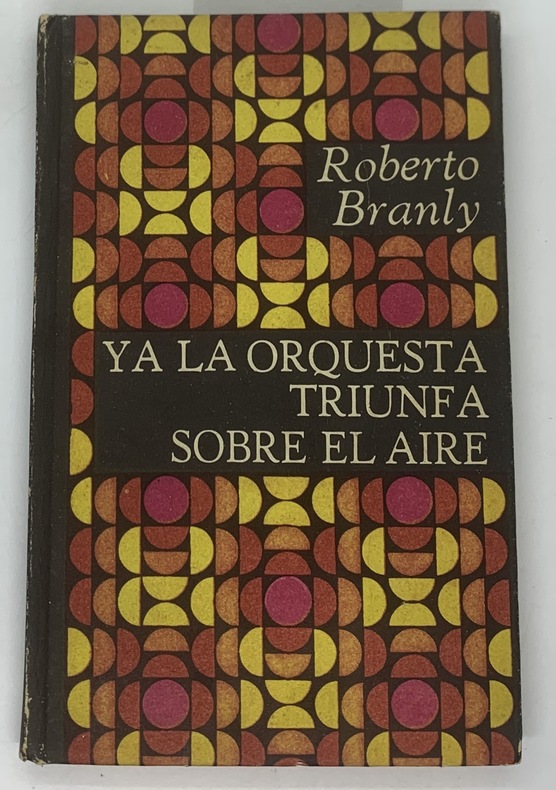 Roberto
Branly
YA LA ORQUESTA
TRIUNFA
SOBRE EL AIRE